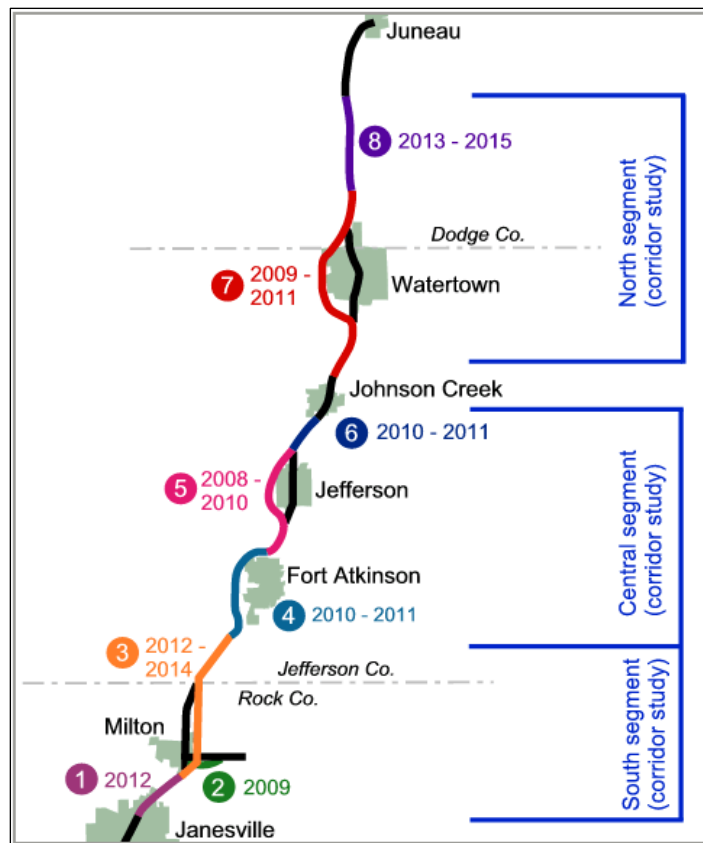 Juneau
8 2013 - 2015
North segment
(corridor study)
Dodge Co.
7 2009 -
2011
Watertown
Johnson Creek
6 2010 - 2011
5 2008 -
2010
Jefferson
Central segment
(corridor study)
Fort Atkinson
4 2010 - 2011
3 2012 -
2014
Jefferson Co.
Rock Co.
Milton
South segment
(corridor study)
1 2012
2 2009
Janesville